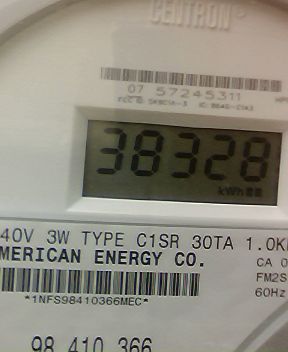 CENTRON®
07 57245311
38328
kWh
40V 3W TYPE C1SR 30TA 1.0K
MERICAN ENERGY CO.
CA 0
FM2S
60Hz
*1NFS98410366MEC*
98 410 366